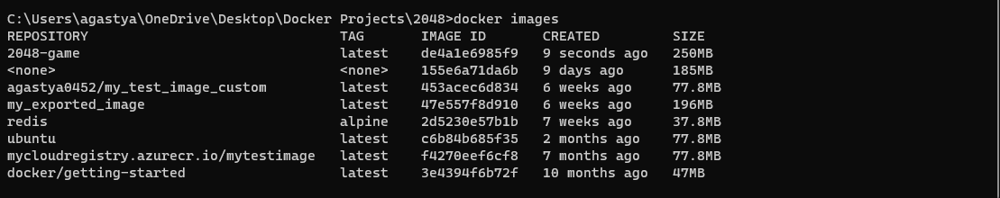 C:\Users\agastya\OneDrive\Desktop\Docker Projects\2048>docker images
REPOSITORY                               TAG       IMAGE ID       CREATED         SIZE
2048-game                                latest    de4a1e6985f9   9 seconds ago   250MB
<none>                                   <none>    155e6a71da6b   9 days ago      185MB
agastya0452/my_test_image_custom         latest    453acec6d834   6 weeks ago     77.8MB
my_exported_image                        latest    47e557f8d910   6 weeks ago     196MB
redis                                    alpine    2d5230e57b1b   7 weeks ago     37.8MB
ubuntu                                   latest    c6b84b685f35   2 months ago    77.8MB
mycloudregistry.azurecr.io/mytestimage   latest    f4270eef6cf8   7 months ago    77.8MB
docker/getting-started                   latest    3e4394f6b72f   10 months ago   47MB